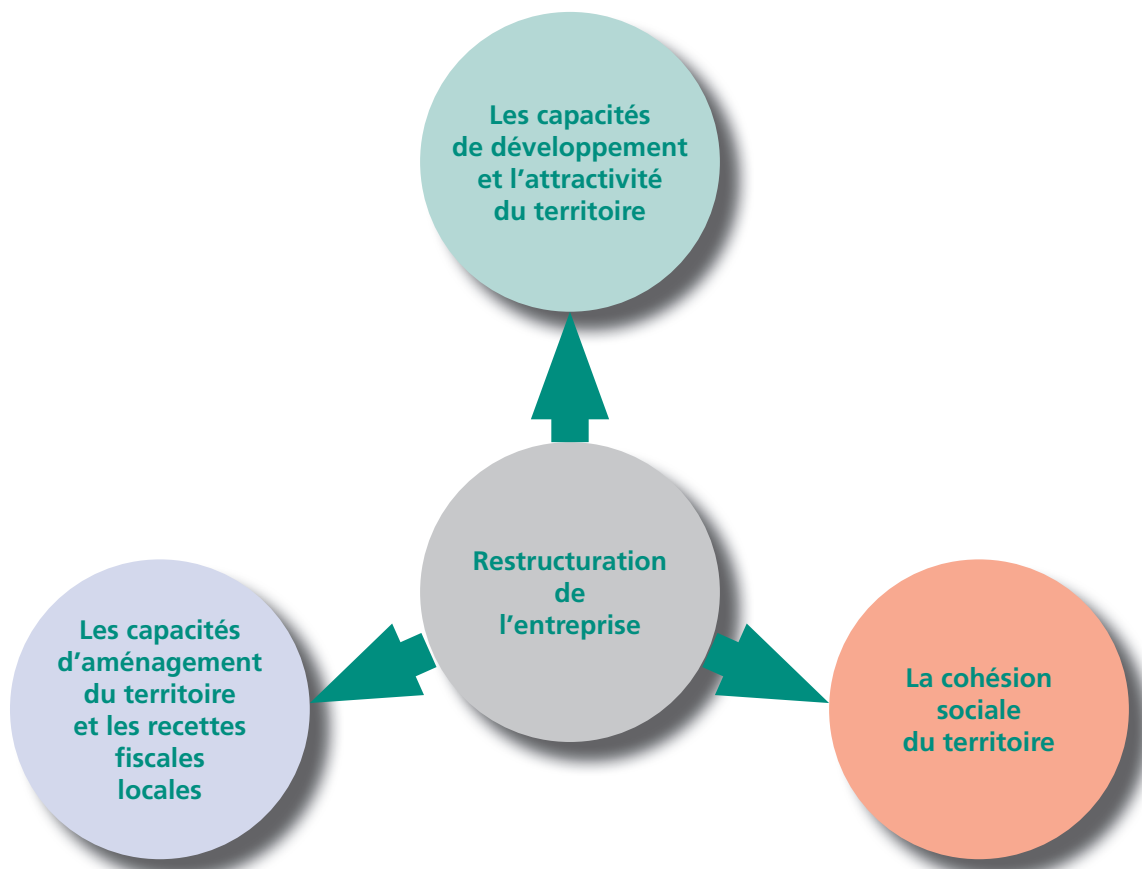 Les capacités
de développement
et l’attractivité
du territoire
Restructuration
de
l’entreprise
Les capacités
d’aménagement
du territoire
et les recettes
fiscales
locales
La cohésion
sociale
du territoire